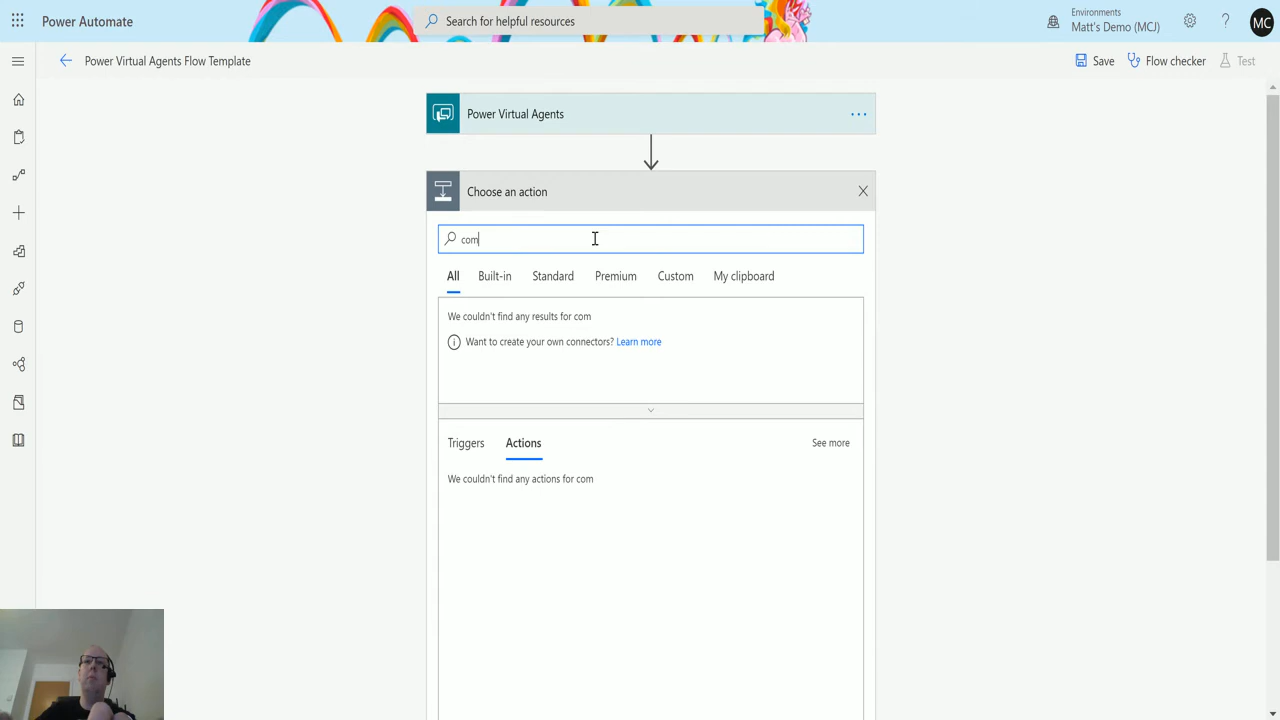 Power Automate
Search for helpful resources
Environments
Matt's Demo (MCJ)
MC
Power Virtual Agents Flow Template
Save
Flow checker
Test
Power Virtual Agents
Choose an action
com
All
Built-in
Standard
Premium
Custom
My clipboard
We couldn't find any results for com
Want to create your own connectors? Learn more
Triggers
Actions
See more
We couldn't find any actions for com